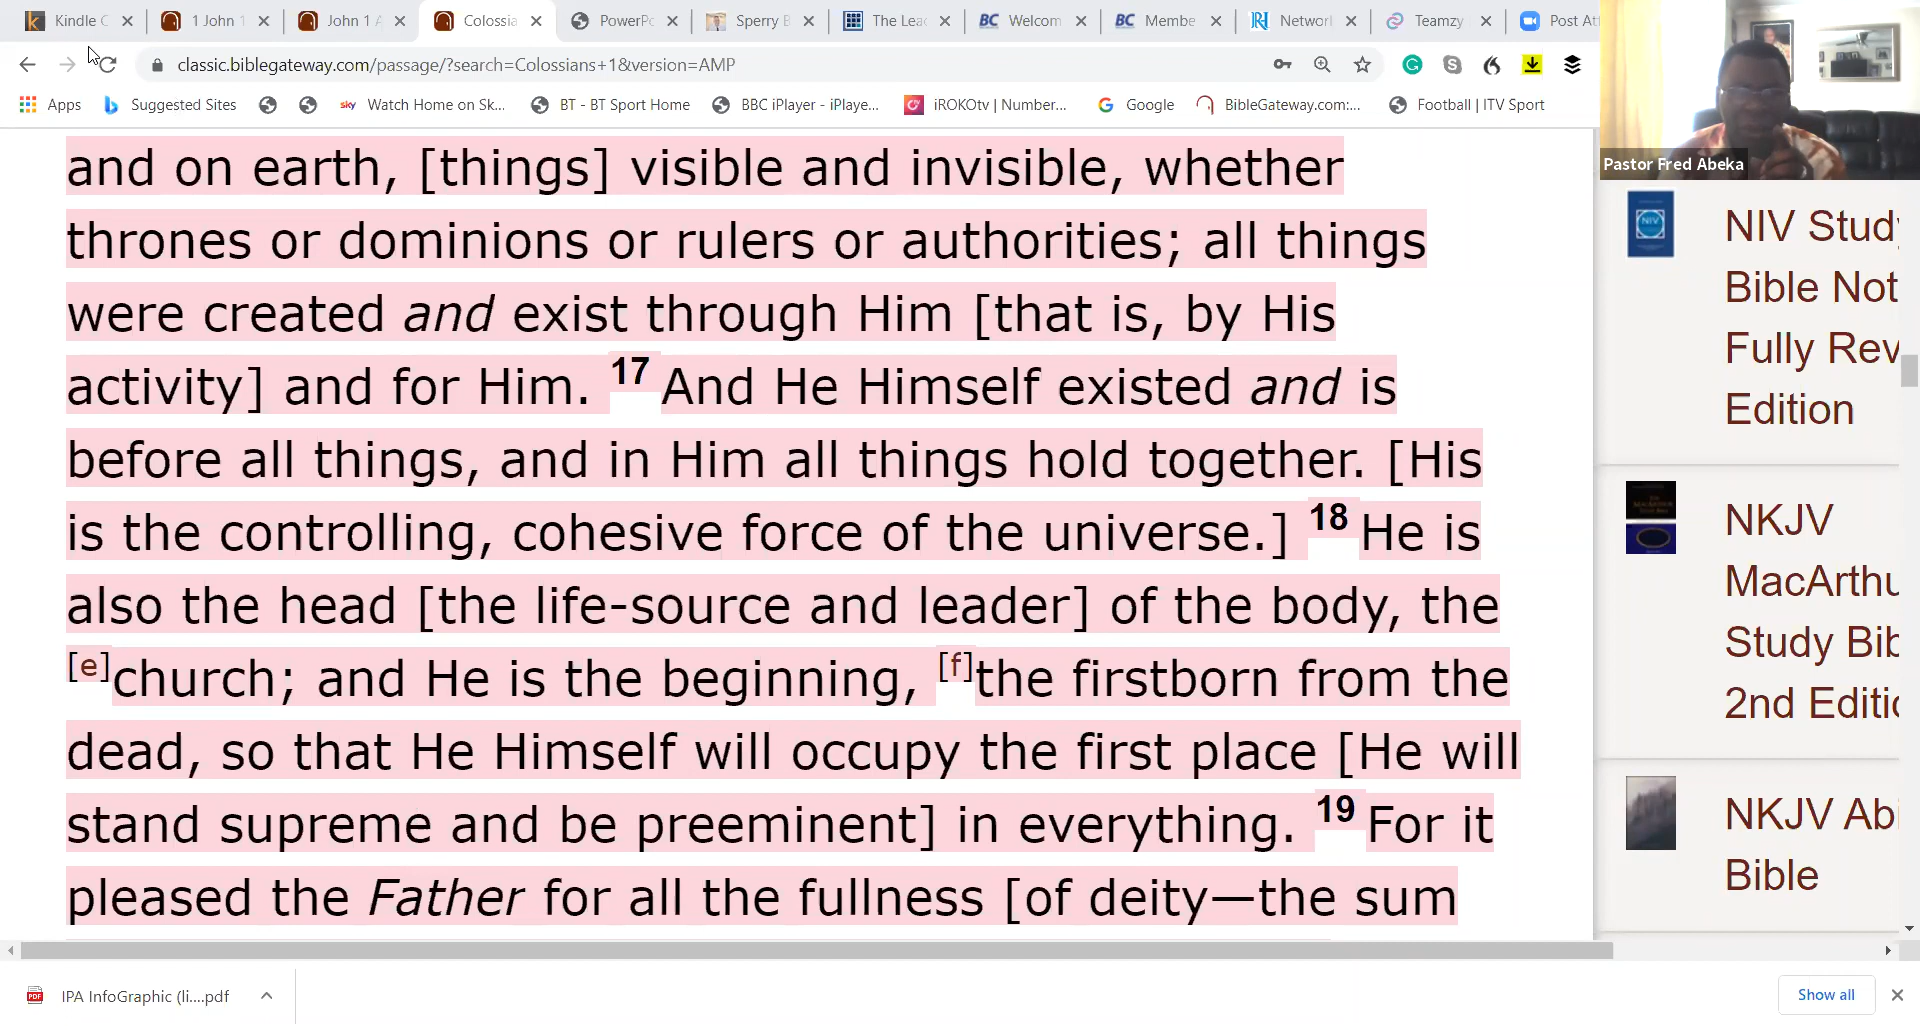 Kindle C
1 John 1
John 1 A
Colossia
PowerPo
Sperry B
The Lea
BC Welcom
BC Membe
Network
Teamzy
Post Att
classic.biblegateway.com/passage/?search=Colossians+1&version=AMP
Apps
Suggested Sites
sky Watch Home on Sk...
BT - BT Sport Home
BBC iPlayer - iPlaye...
iROKOtv | Number...
Google
BibleGateway.com:...
Football | ITV Sport
Pastor Fred Abeka
and on earth, [things] visible and invisible, whether
thrones or dominions or rulers or authorities; all things
were created and exist through Him [that is, by His
activity] and for Him. 17 And He Himself existed and is
before all things, and in Him all things hold together. [His
is the controlling, cohesive force of the universe.] 18 He is
also the head [the life-source and leader] of the body, the
[e]church; and He is the beginning, [f]the firstborn from the
dead, so that He Himself will occupy the first place [He will
stand supreme and be preeminent] in everything. 19 For it
pleased the Father for all the fullness [of deity—the sum
NIV Study
Bible Not
Fully Rev
Edition
NKJV
MacArthu
Study Bib
2nd Editio
NKJV Abi
Bible
IPA InfoGraphic (li....pdf
Show all